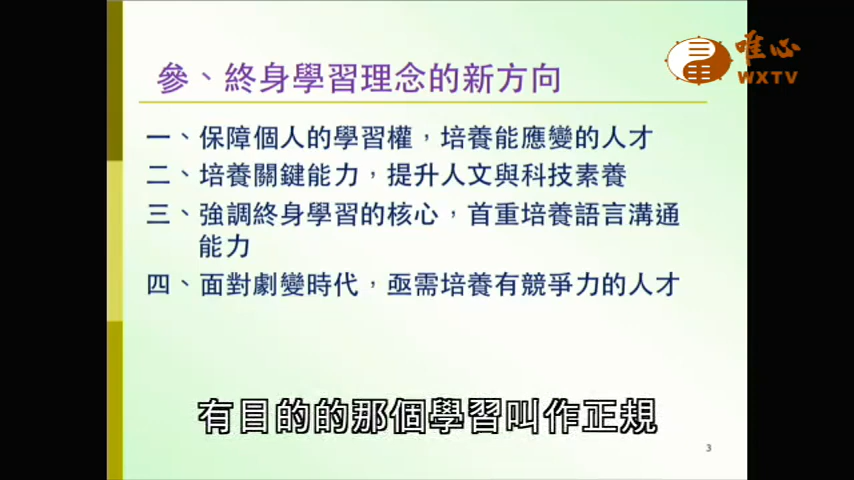 參、終身學習理念的新方向
唯心
WXTV
一、保障個人的學習權，培養能應變的人才
二、培養關鍵能力，提升人文與科技素養
三、強調終身學習的核心，首重培養語言溝通
能力
四、面對劇變時代，亟需培養有競爭力的人才
有目的的那個學習叫作正規
3